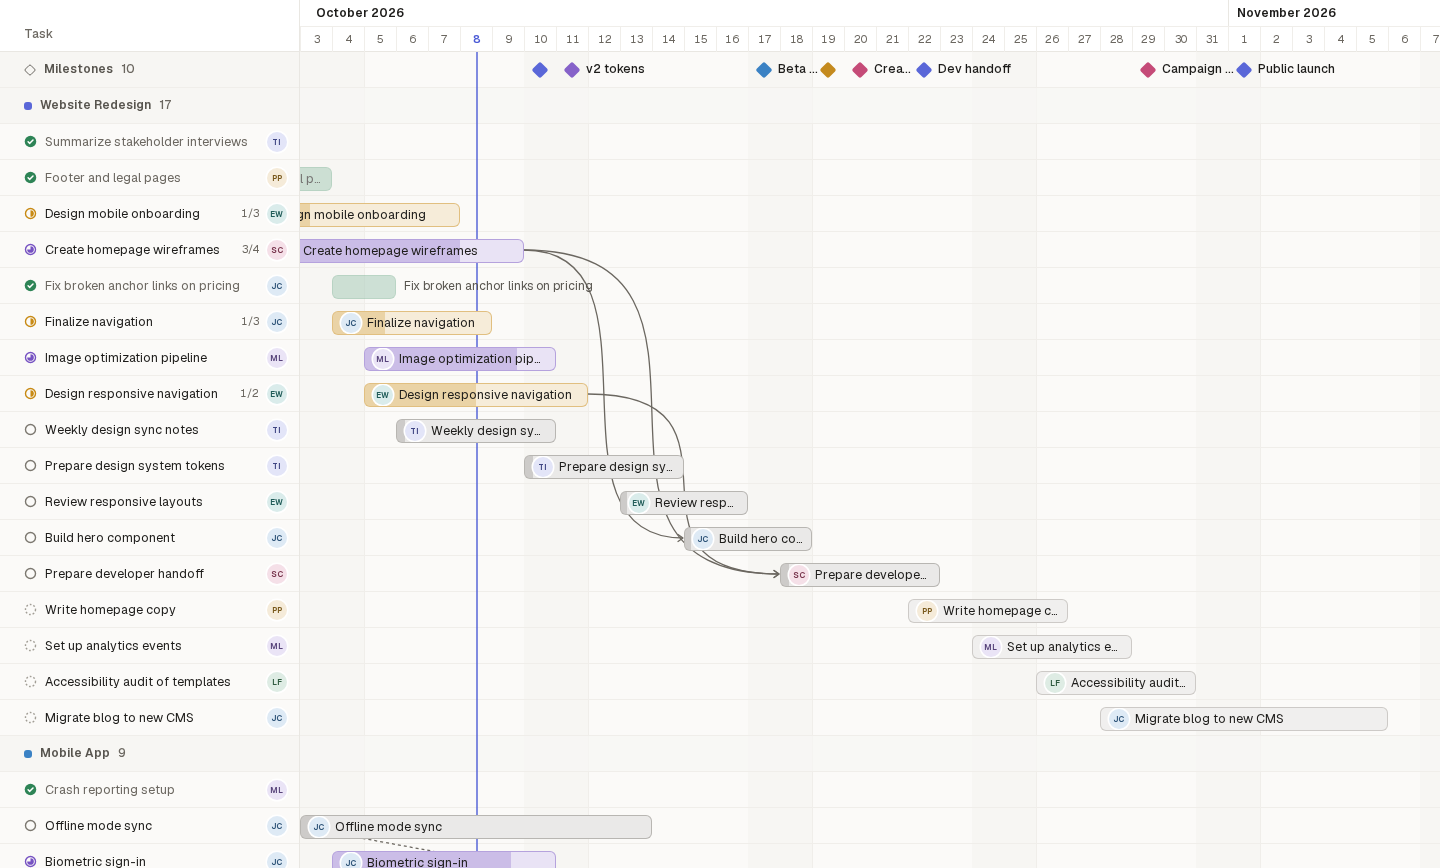 October 2026 November 2026
Task
3 4 5 6 7 8 9 10 11 12 13 14 15 16 17 18 19 20 21 22 23 24 25 26 27 28 29 30 31 1 2 3 4 5 6 7
Milestones 10 v2 tokens Beta ... Crea... Dev handoff Campaign ... Public launch
Website Redesign 17
Summarize stakeholder interviews TI
Footer and legal pages PP l p...
Design mobile onboarding 1/3 EW gn mobile onboarding
Create homepage wireframes 3/4 SC Create homepage wireframes
Fix broken anchor links on pricing JC Fix broken anchor links on pricing
Finalize navigation 1/3 JC JC Finalize navigation
Image optimization pipeline ML ML Image optimization pip...
Design responsive navigation 1/2 EW EW Design responsive navigation
Weekly design sync notes TI TI Weekly design sy...
Prepare design system tokens TI TI Prepare design sy...
Review responsive layouts EW EW Review resp...
Build hero component JC JC Build hero co...
Prepare developer handoff SC SC Prepare develope...
Write homepage copy PP PP Write homepage c...
Set up analytics events ML ML Set up analytics e...
Accessibility audit of templates LF LF Accessibility audit...
Migrate blog to new CMS JC JC Migrate blog to new CMS
Mobile App 9
Crash reporting setup ML
Offline mode sync JC JC Offline mode sync
Biometric sign-in JC JC Biometric sign-in